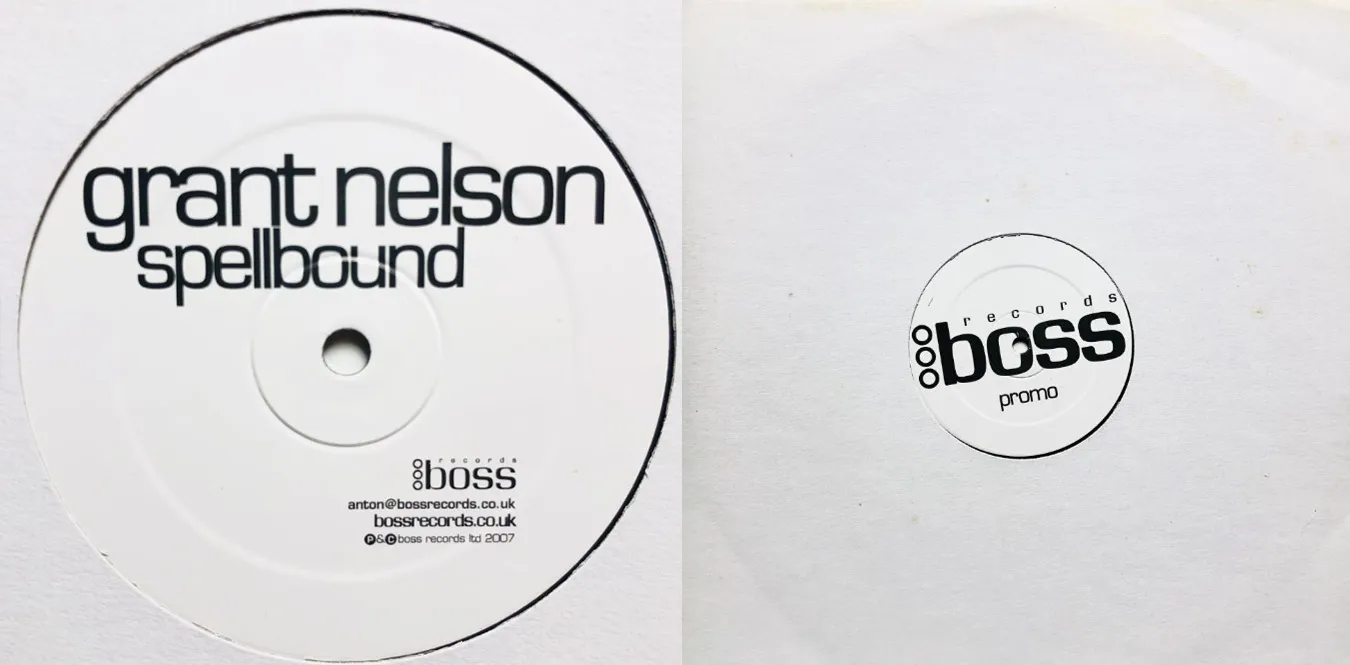 grant nelson
spellbound
records
boss
anton@bossrecords.co.uk
bossrecords.co.uk
℗&©boss records ltd 2007
records
boss
promo